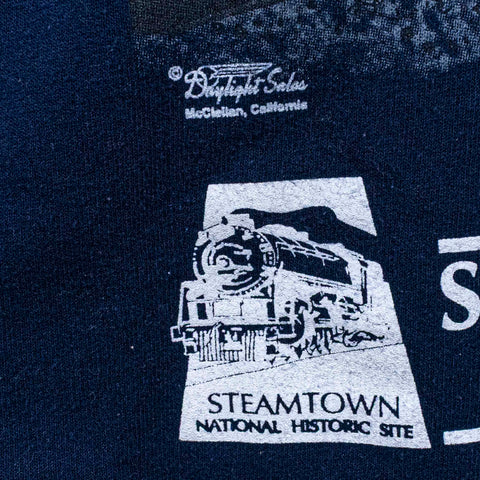 © Daylight Sales
McClellan, California
STEAMTOWN
NATIONAL HISTORIC SITE
S